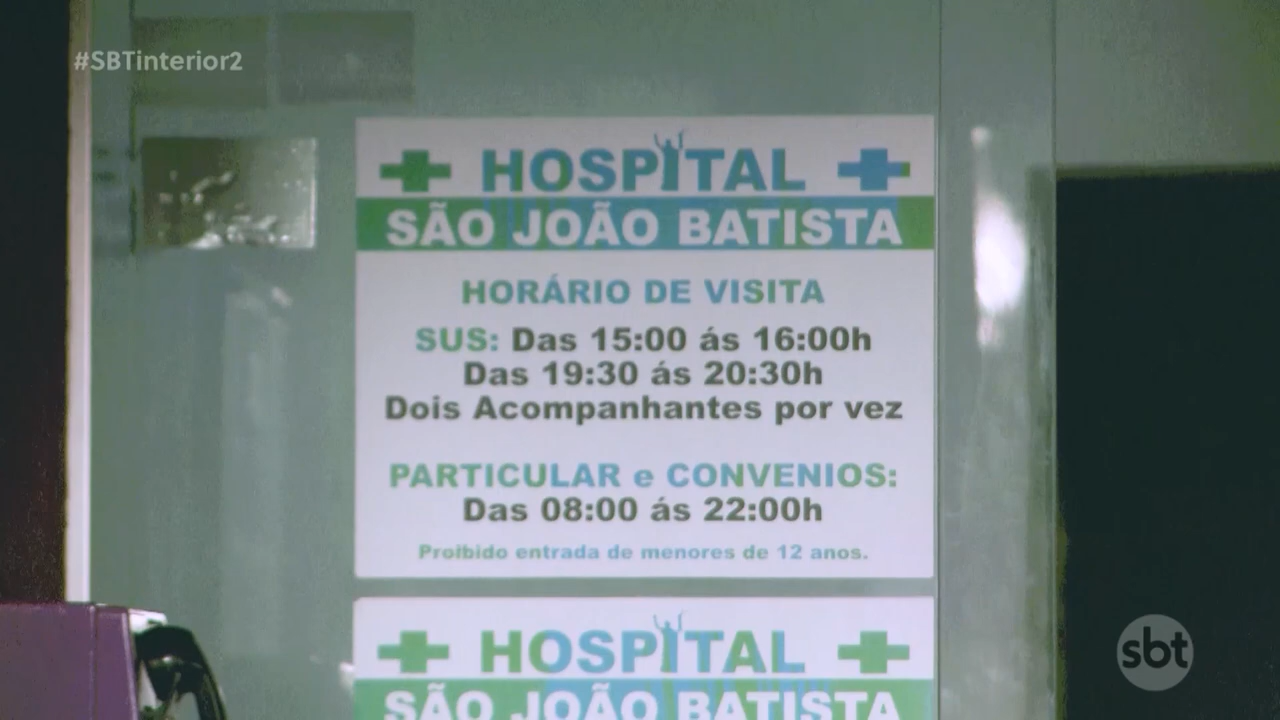 #SBTinterior2
HOSPITAL
SÃO JOÃO BATISTA
HORÁRIO DE VISITA
SUS: Das 15:00 ás 16:00h
Das 19:30 ás 20:30h
Dois Acompanhantes por vez
PARTICULAR e CONVENIOS:
Das 08:00 ás 22:00h
Proibido entrada de menores de 12 anos.
HOSPITAL
SÃO JOÃO BATISTA
sbt